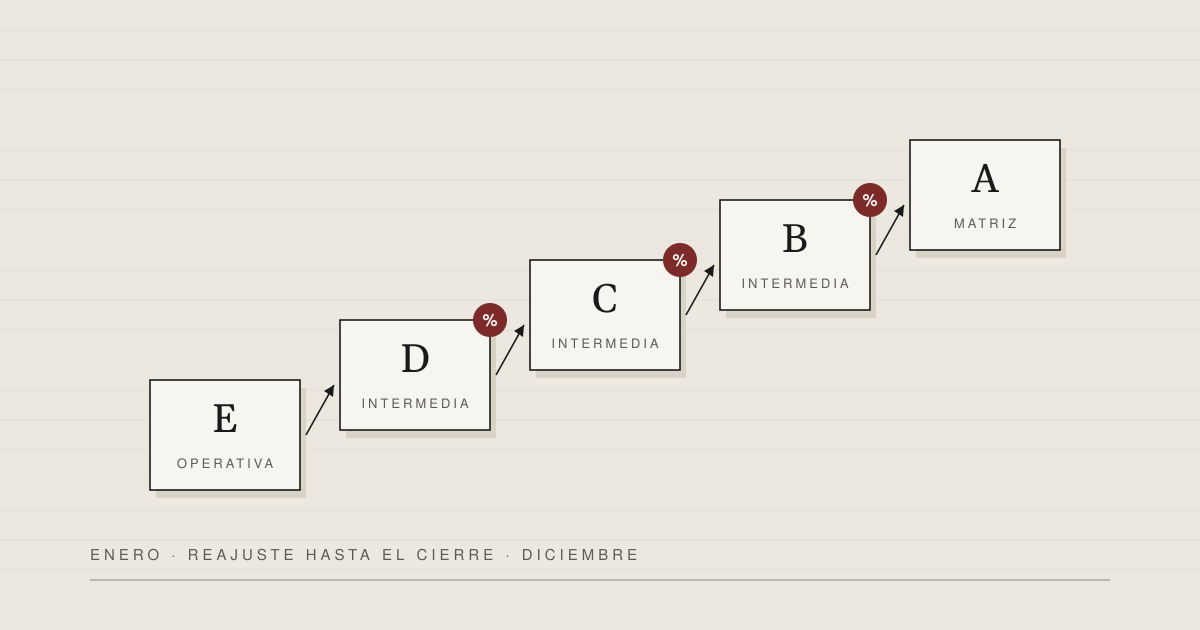 A
MATRIZ
%
B
INTERMEDIA
%
C
INTERMEDIA
%
D
INTERMEDIA
E
OPERATIVA
ENERO · REAJUSTE HASTA EL CIERRE · DICIEMBRE